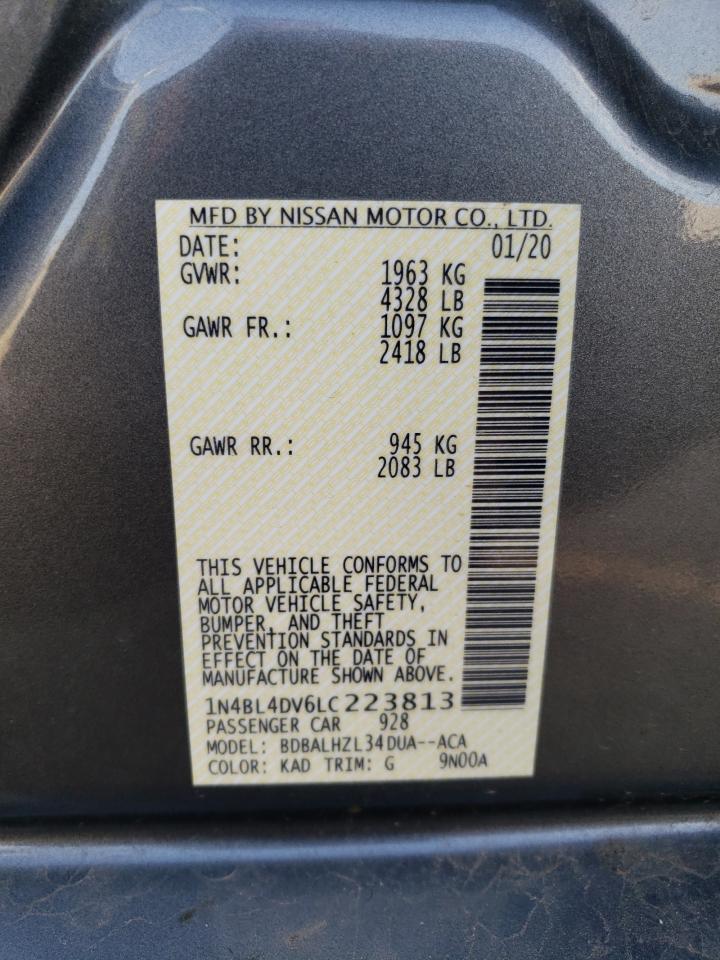 MFD BY NISSAN MOTOR CO., LTD.
DATE: 01/20
GVWR: 1963 KG
4328 LB
GAWR FR.: 1097 KG
2418 LB
GAWR RR.: 945 KG
2083 LB
THIS VEHICLE CONFORMS TO
ALL APPLICABLE FEDERAL
MOTOR VEHICLE SAFETY,
BUMPER, AND THEFT
PREVENTION STANDARDS IN
EFFECT ON THE DATE OF
MANUFACTURE SHOWN ABOVE.
1N4BL4DV6LC223813
PASSENGER CAR 928
MODEL: BDBALHZL34DUA--ACA
COLOR: KAD TRIM: G 9N00A